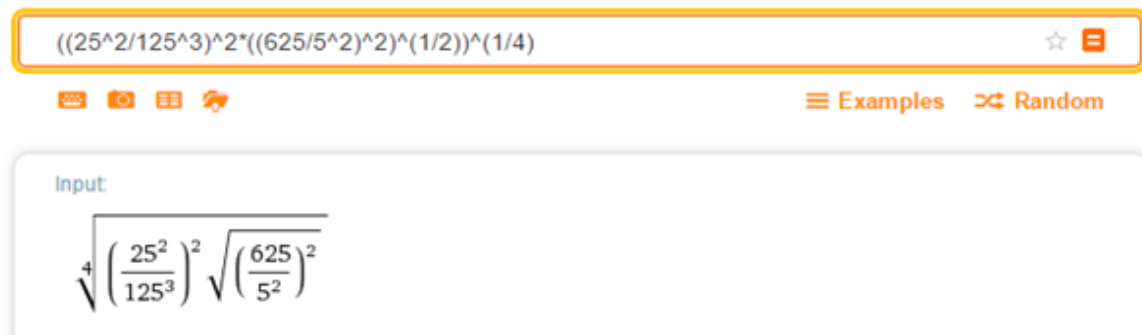 ((25^2/125^3)^2*((625/5^2)^2)^(1/2))^(1/4)
Examples Random
Input:
∜((25²/125³)² √((625/5²)²))